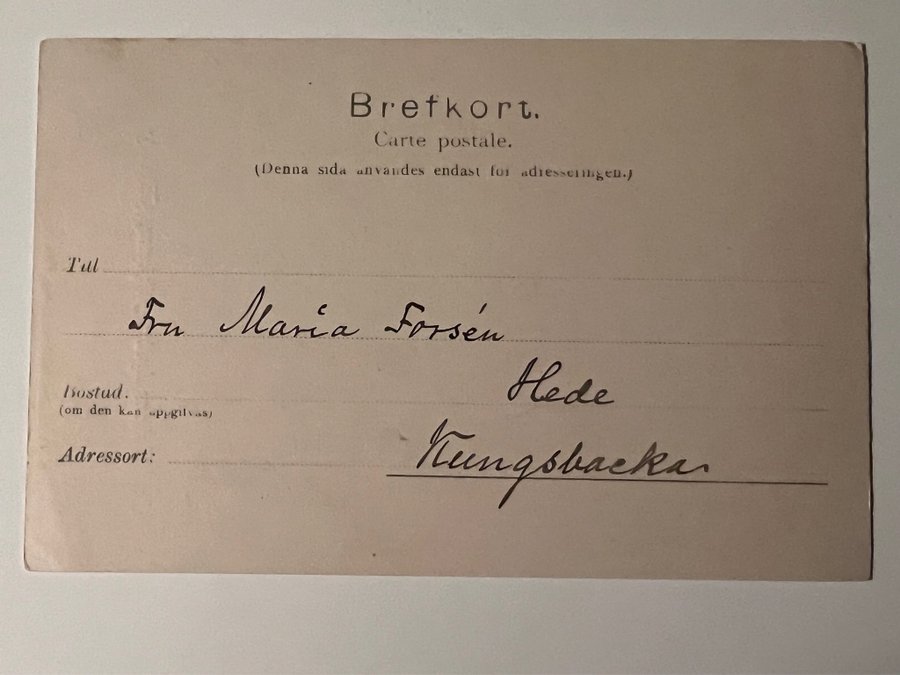 Brefkort.
Carte postale.
(Denna sida användes endast för adresseringen.)
Till
Fru Maria Forsén
Bostad.
Hede
(om den kan uppgifvas)
Adressort:
Kungsbacka